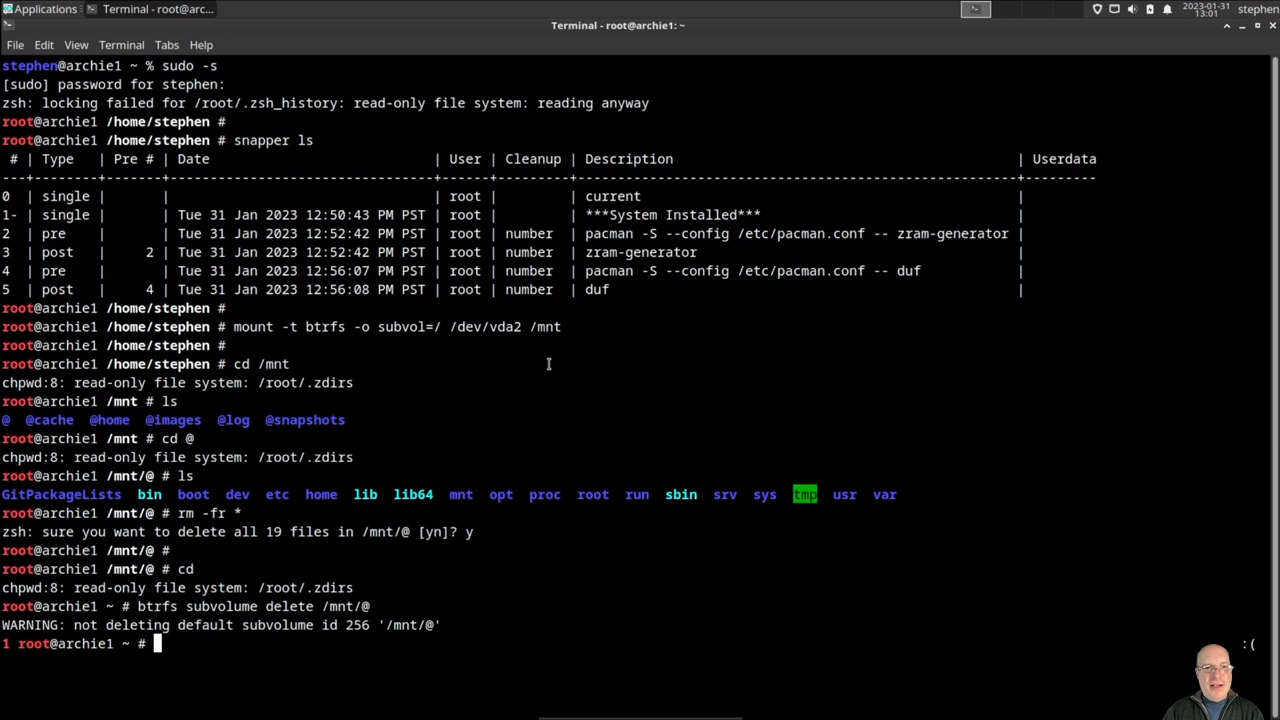 Applications : Terminal - root@arc...
2023-01-31
13:01
stephen
Terminal - root@archie1: ~
File Edit View Terminal Tabs Help
stephen@archie1 ~ % sudo -s
[sudo] password for stephen:
zsh: locking failed for /root/.zsh_history: read-only file system: reading anyway
root@archie1 /home/stephen #
root@archie1 /home/stephen # snapper ls
# | Type | Pre # | Date | User | Cleanup | Description | Userdata
---+--------+-------+---------------------------------+------+---------+------------------------------------------------------+---------
0 | single | | | root | | current |
1- | single | | Tue 31 Jan 2023 12:50:43 PM PST | root | | ***System Installed*** |
2 | pre | | Tue 31 Jan 2023 12:52:42 PM PST | root | number | pacman -S --config /etc/pacman.conf -- zram-generator |
3 | post | 2 | Tue 31 Jan 2023 12:52:42 PM PST | root | number | zram-generator |
4 | pre | | Tue 31 Jan 2023 12:56:07 PM PST | root | number | pacman -S --config /etc/pacman.conf -- duf |
5 | post | 4 | Tue 31 Jan 2023 12:56:08 PM PST | root | number | duf |
root@archie1 /home/stephen #
root@archie1 /home/stephen # mount -t btrfs -o subvol=/ /dev/vda2 /mnt
root@archie1 /home/stephen #
root@archie1 /home/stephen # cd /mnt
chpwd:8: read-only file system: /root/.zdirs
root@archie1 /mnt # ls
@ @cache @home @images @log @snapshots
root@archie1 /mnt # cd @
chpwd:8: read-only file system: /root/.zdirs
root@archie1 /mnt/@ # ls
GitPackageLists bin boot dev etc home lib lib64 mnt opt proc root run sbin srv sys tmp usr var
root@archie1 /mnt/@ # rm -fr *
zsh: sure you want to delete all 19 files in /mnt/@ [yn]? y
root@archie1 /mnt/@ #
root@archie1 /mnt/@ # cd
chpwd:8: read-only file system: /root/.zdirs
root@archie1 ~ # btrfs subvolume delete /mnt/@
WARNING: not deleting default subvolume id 256 '/mnt/@'
1 root@archie1 ~ # :(